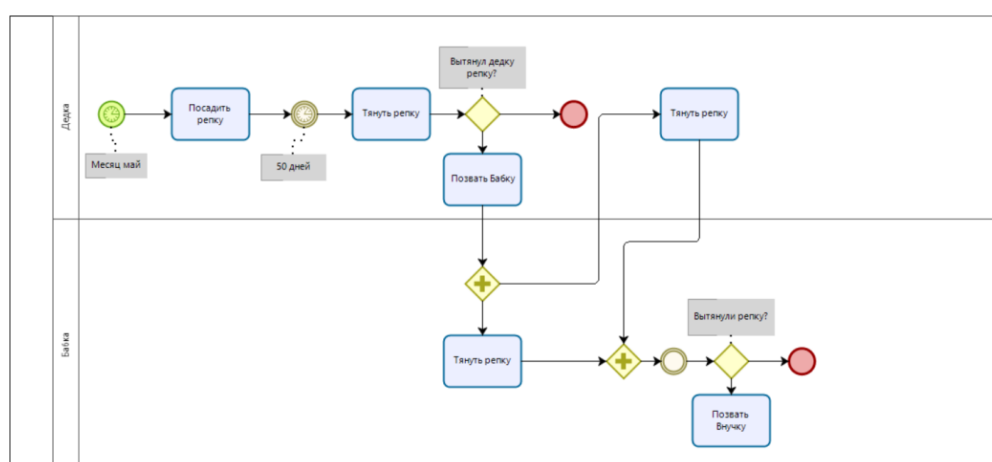 Дедка
Вытянул дедку
репку?
Посадить
репку
Тянуть репку
Тянуть репку
Месяц май
50 дней
Позвать Бабку
Бабка
Вытянули репку?
Тянуть репку
Позвать
Внучку